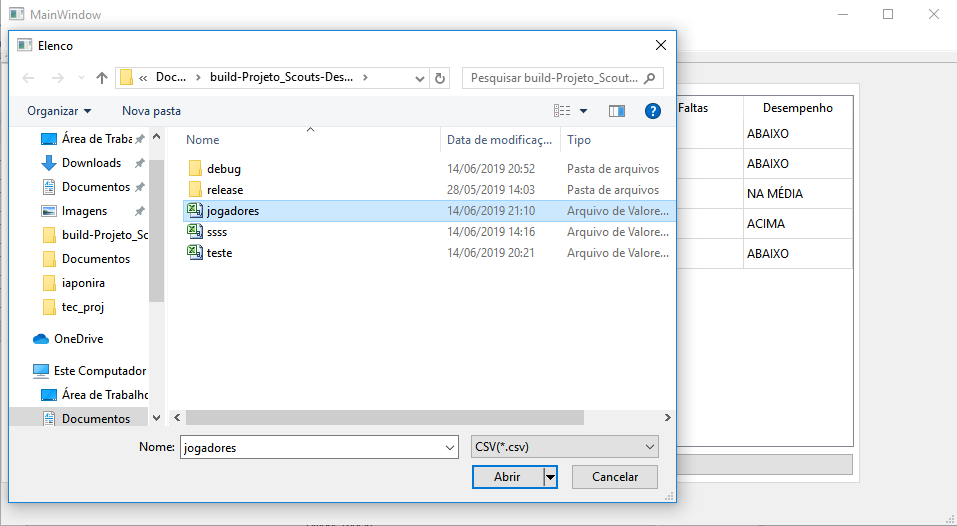 MainWindow
Elenco
« Doc... > build-Projeto_Scouts-Des... >
Pesquisar build-Projeto_Scout...
Organizar
Nova pasta
Área de Traba
Downloads
Documentos
Imagens
build-Projeto_Sc
Documentos
iaponira
tec_proj
OneDrive
Este Computador
Área de Trabalho
Documentos
Nome Data de modificaç... Tipo
debug 14/06/2019 20:52 Pasta de arquivos
release 28/05/2019 14:03 Pasta de arquivos
jogadores 14/06/2019 21:10 Arquivo de Valore...
ssss 14/06/2019 14:16 Arquivo de Valore...
teste 14/06/2019 20:21 Arquivo de Valore...
Nome: jogadores
CSV(*.csv)
Abrir
Cancelar
Faltas Desempenho
ABAIXO
ABAIXO
NA MÉDIA
ACIMA
ABAIXO